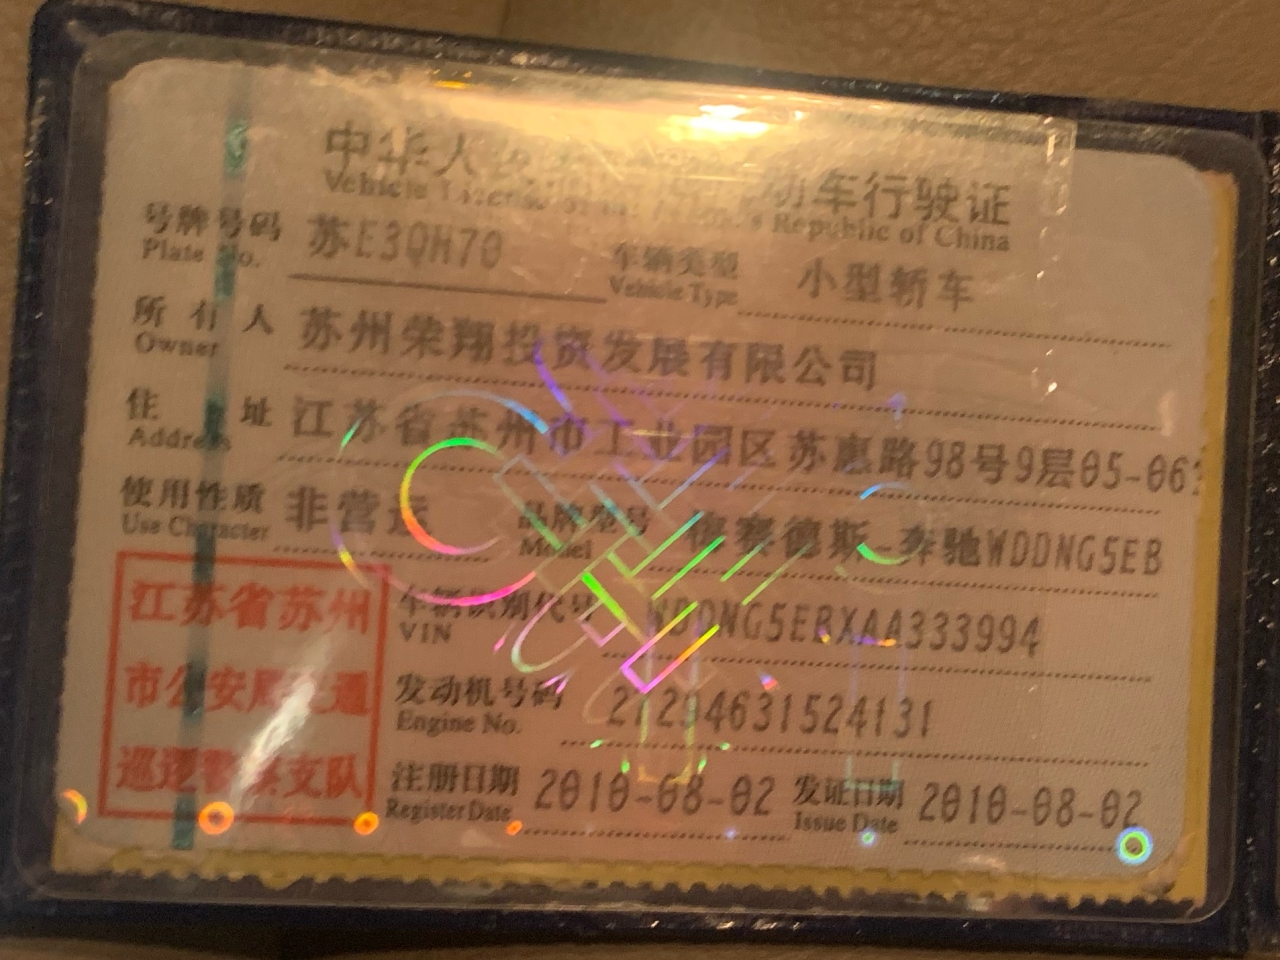 中华人 动车行驶证
Vehicle License of the s Republic of China
号牌号码 苏E3QH70 车辆类型 小型轿车
Plate No. Vehicle Type
所有人 苏州荣翔投资发展有限公司
Owner
住址 江苏省苏州市工业园区苏惠路98号9层05-06
Address
使用性质 非营运 品牌型号 梅赛德斯-奔驰WDDNG5EB
Use Character Model
车辆识别代号 WDDNG5EBXAA333994
VIN
发动机号码 27294631524131
Engine No.
注册日期 2010-08-02 发证日期 2010-08-02
Register Date Issue Date
江苏省苏州
市公安局交通
巡逻警察支队